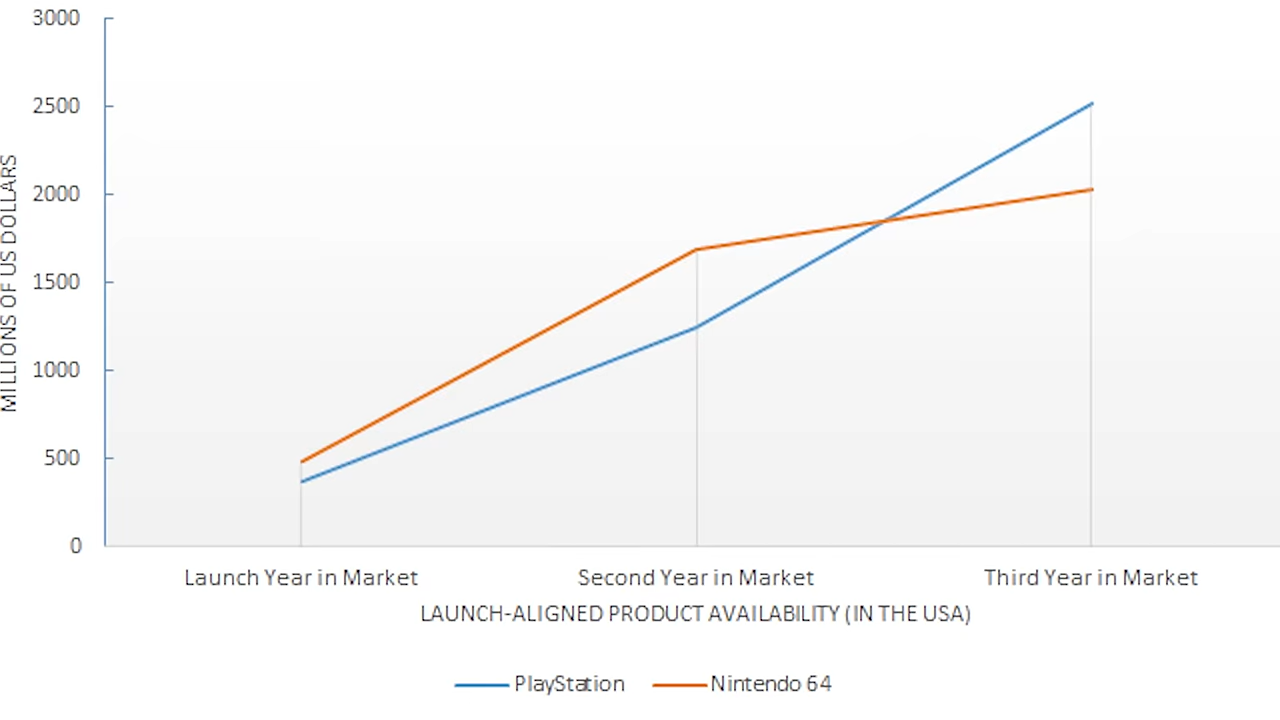 3000
2500
2000
1500
1000
500
0
MILLIONS OF US DOLLARS
Launch Year in Market Second Year in Market Third Year in Market
LAUNCH-ALIGNED PRODUCT AVAILABILITY (IN THE USA)
PlayStation Nintendo 64